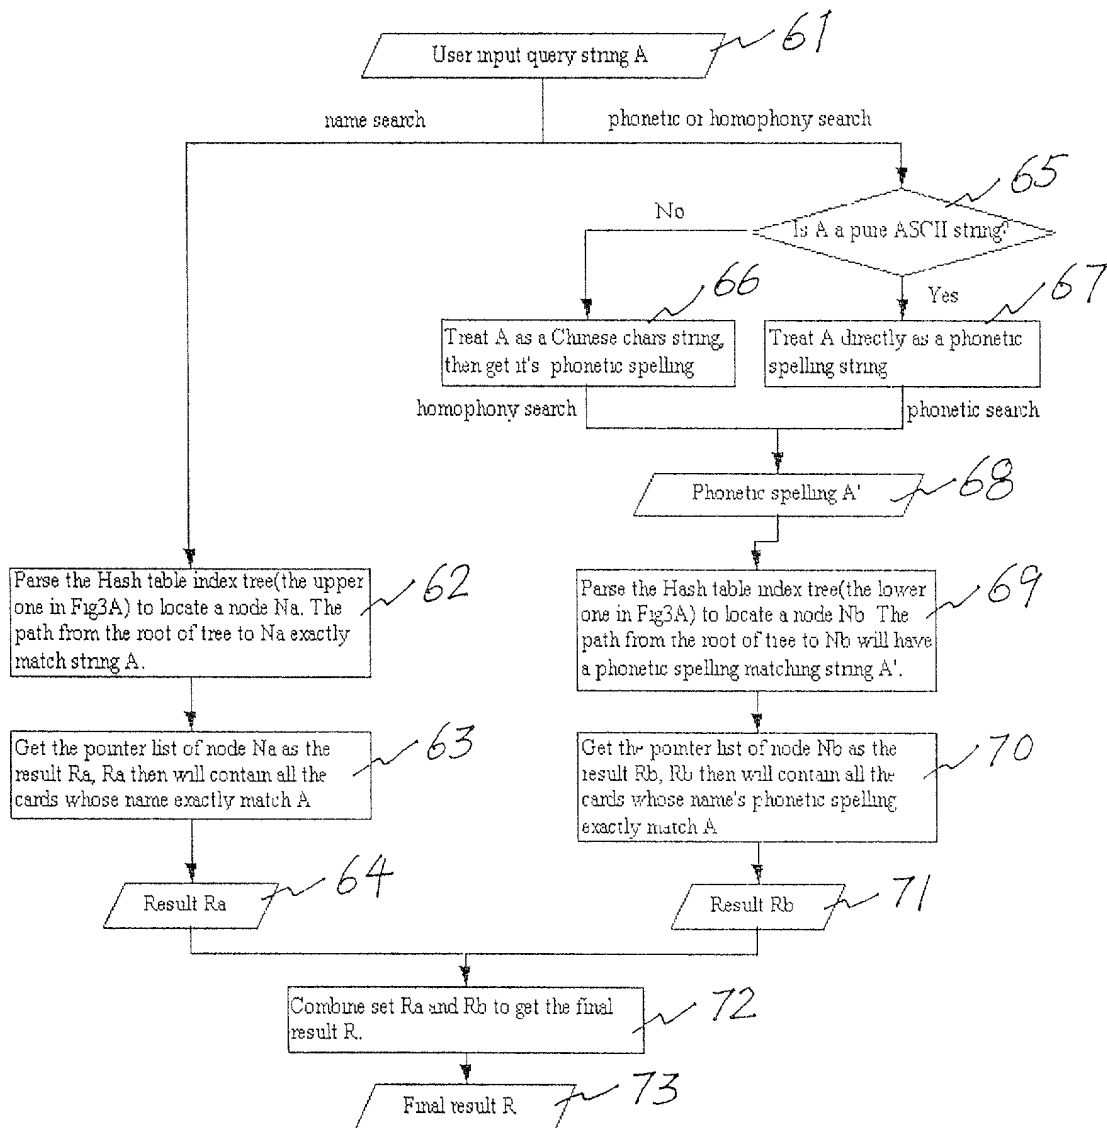 61
User input query string A
name search
phonetic or homophony search
65
No
Is A a pure ASCII string?
66
Yes
67
Treat A as a Chinese chars string,
then get it's phonetic spelling
Treat A directly as a phonetic
spelling string
homophony search
phonetic search
Phonetic spelling A'
68
Parse the Hash table index tree(the upper
one in Fig3A) to locate a node Na. The
path from the root of tree to Na exactly
match string A.
62
Parse the Hash table index tree(the lower
one in Fig3A) to locate a node Nb The
path from the root of tree to Nb will have
a phonetic spelling matching string A'.
69
Get the pointer list of node Na as the
result Ra, Ra then will contain all the
cards whose name exactly match A
63
Get the pointer list of node Nb as the
result Rb, Rb then will contain all the
cards whose name's phonetic spelling
exactly match A
70
Result Ra
64
Result Rb
71
Combine set Ra and Rb to get the final
result R.
72
Final result R
73